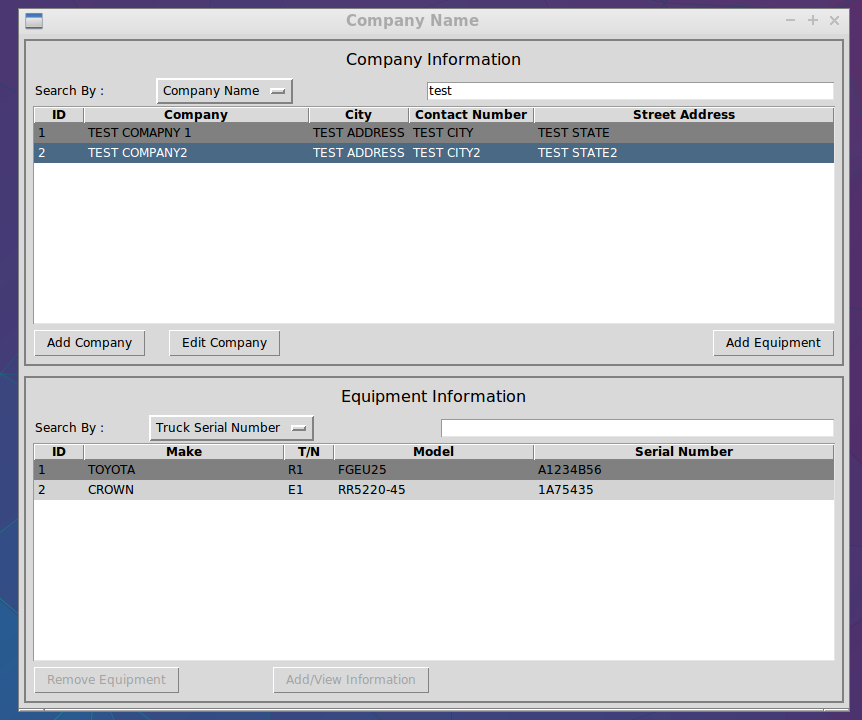 Company Name
Company Information
Search By : Company Name test
ID Company City Contact Number Street Address
1 TEST COMAPNY 1 TEST ADDRESS TEST CITY TEST STATE
2 TEST COMPANY2 TEST ADDRESS TEST CITY2 TEST STATE2
Add Company Edit Company Add Equipment
Equipment Information
Search By : Truck Serial Number
ID Make T/N Model Serial Number
1 TOYOTA R1 FGEU25 A1234B56
2 CROWN E1 RR5220-45 1A75435
Remove Equipment Add/View Information